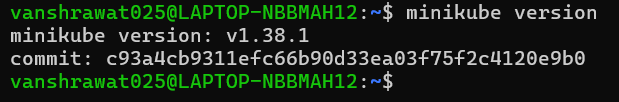 vanshrawat025@LAPTOP-NBBMAH12:~$ minikube version
minikube version: v1.38.1
commit: c93a4cb9311efc66b90d33ea03f75f2c4120e9b0
vanshrawat025@LAPTOP-NBBMAH12:~$